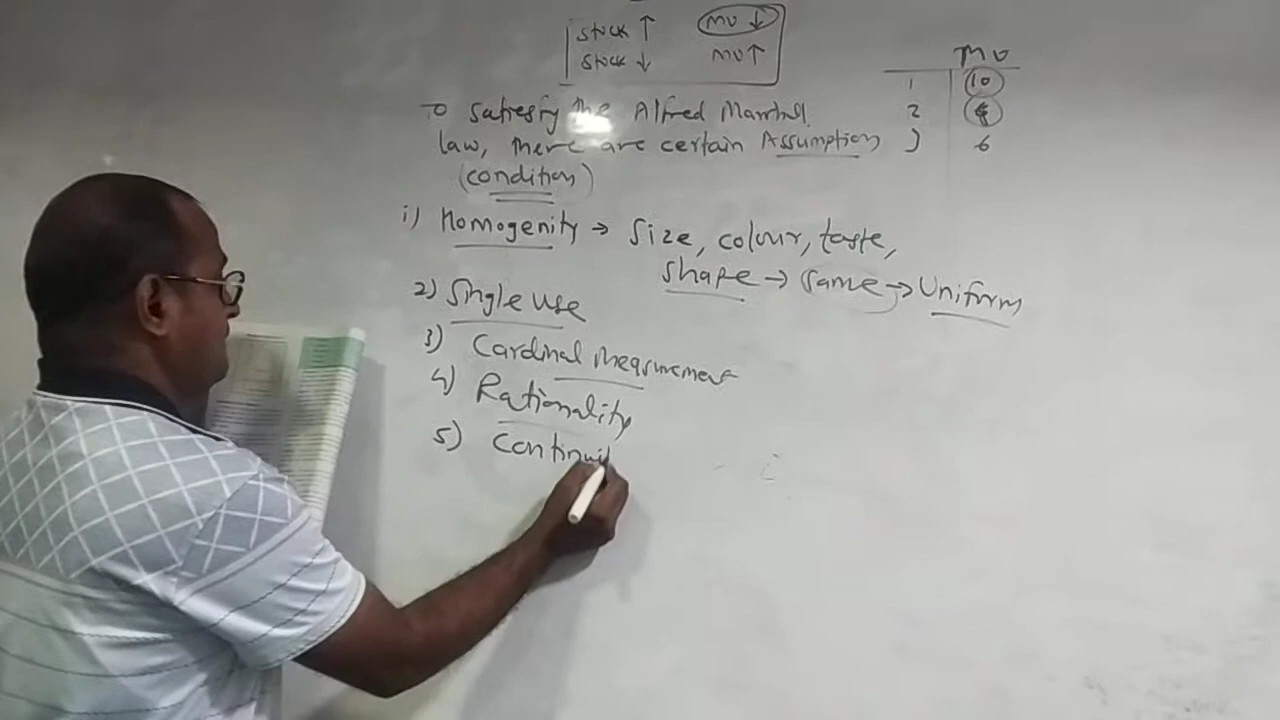 stock ↑ MU ↓
stock ↓ MU ↑
MU
1 10
2
3 6
To satisfy the Alfred Marshall
law, there are certain Assumption
(condition)
i) Homogenity → Size, colour, taste,
shape → same → Uniform
2) Single use
3) Cardinal measurement
4) Rationality
5) Continui